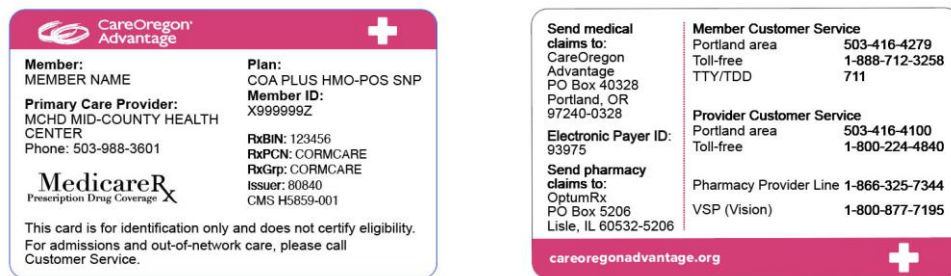 CareOregon®
Advantage
Member:
MEMBER NAME
Primary Care Provider:
MCHD MID-COUNTY HEALTH
CENTER
Phone: 503-988-3601
MedicareRx
Prescription Drug Coverage
Plan:
COA PLUS HMO-POS SNP
Member ID:
X999999Z
RxBIN: 123456
RxPCN: CORMCARE
RxGrp: CORMCARE
Issuer: 80840
CMS H5859-001
This card is for identification only and does not certify eligibility.
For admissions and out-of-network care, please call
Customer Service.
Send medical
claims to:
CareOregon
Advantage
PO Box 40328
Portland, OR
97240-0328
Electronic Payer ID:
93975
Send pharmacy
claims to:
OptumRx
PO Box 5206
Lisle, IL 60532-5206
Member Customer Service
Portland area 503-416-4279
Toll-free 1-888-712-3258
TTY/TDD 711
Provider Customer Service
Portland area 503-416-4100
Toll-free 1-800-224-4840
Pharmacy Provider Line 1-866-325-7344
VSP (Vision) 1-800-877-7195
careoregonadvantage.org